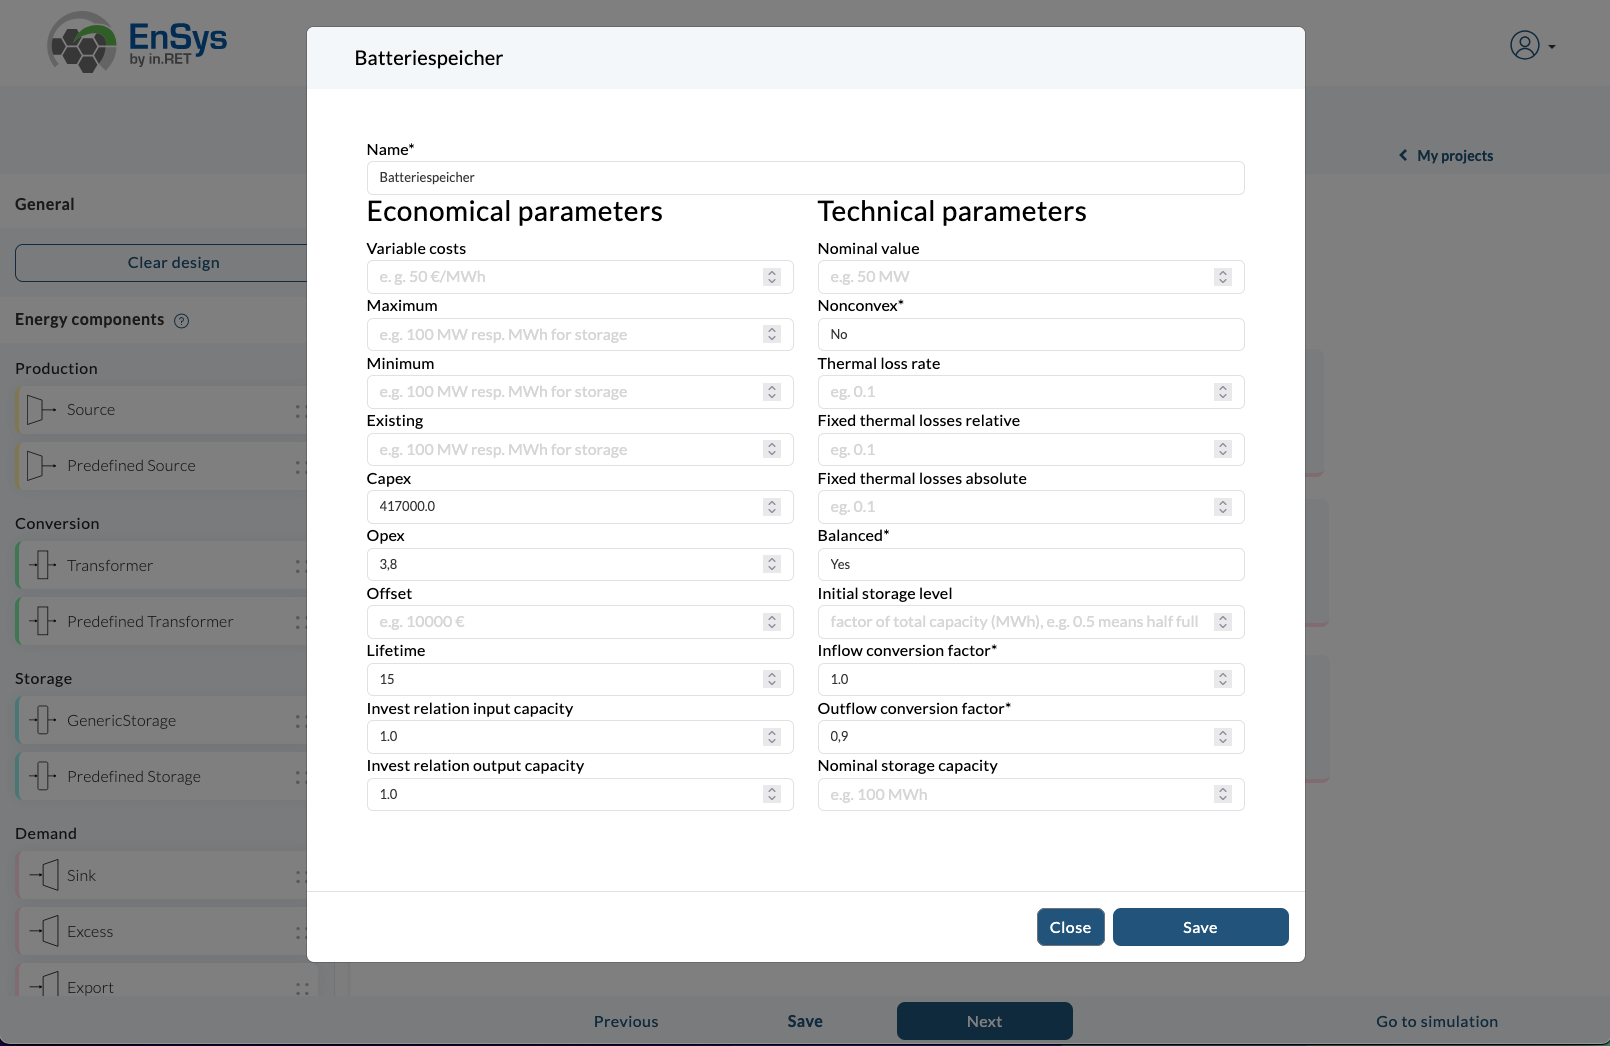 EnSys
by in.RET
My projects
General
Clear design
Energy components
?
Production
Source
Predefined Source
Conversion
Transformer
Predefined Transformer
Storage
GenericStorage
Predefined Storage
Demand
Sink
Excess
Export
Batteriespeicher
Name*
Batteriespeicher
Economical parameters
Variable costs
e. g. 50 €/MWh
Maximum
e.g. 100 MW resp. MWh for storage
Minimum
e.g. 100 MW resp. MWh for storage
Existing
e.g. 100 MW resp. MWh for storage
Capex
417000.0
Opex
3,8
Offset
e.g. 10000 €
Lifetime
15
Invest relation input capacity
1.0
Invest relation output capacity
1.0
Technical parameters
Nominal value
e.g. 50 MW
Nonconvex*
No
Thermal loss rate
eg. 0.1
Fixed thermal losses relative
eg. 0.1
Fixed thermal losses absolute
eg. 0.1
Balanced*
Yes
Initial storage level
factor of total capacity (MWh), e.g. 0.5 means half full
Inflow conversion factor*
1.0
Outflow conversion factor*
0,9
Nominal storage capacity
e.g. 100 MWh
Close
Save
Previous
Save
Next
Go to simulation